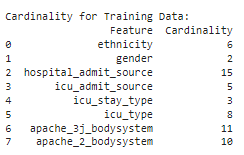 Cardinality for Training Data:
Feature Cardinality
0 ethnicity 6
1 gender 2
2 hospital_admit_source 15
3 icu_admit_source 5
4 icu_stay_type 3
5 icu_type 8
6 apache_3j_bodysystem 11
7 apache_2_bodysystem 10